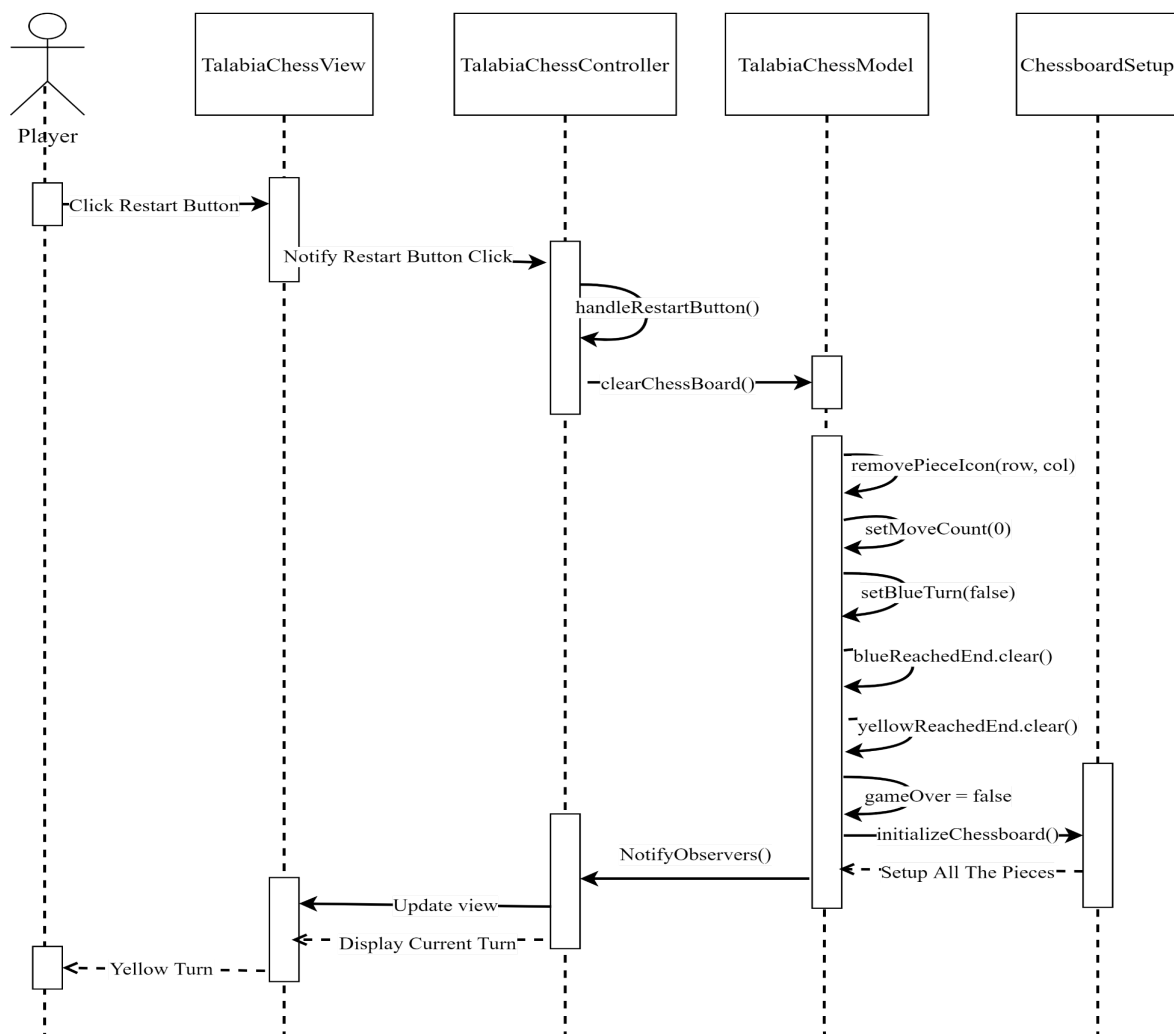 TalabiaChessView
TalabiaChessController
TalabiaChessModel
ChessboardSetup
Player
Click Restart Button
Notify Restart Button Click
handleRestartButton()
clearChessBoard()
removePieceIcon(row, col)
setMoveCount(0)
setBlueTurn(false)
blueReachedEnd.clear()
yellowReachedEnd.clear()
gameOver = false
initializeChessboard()
NotifyObservers()
Setup All The Pieces
Update view
Display Current Turn
Yellow Turn